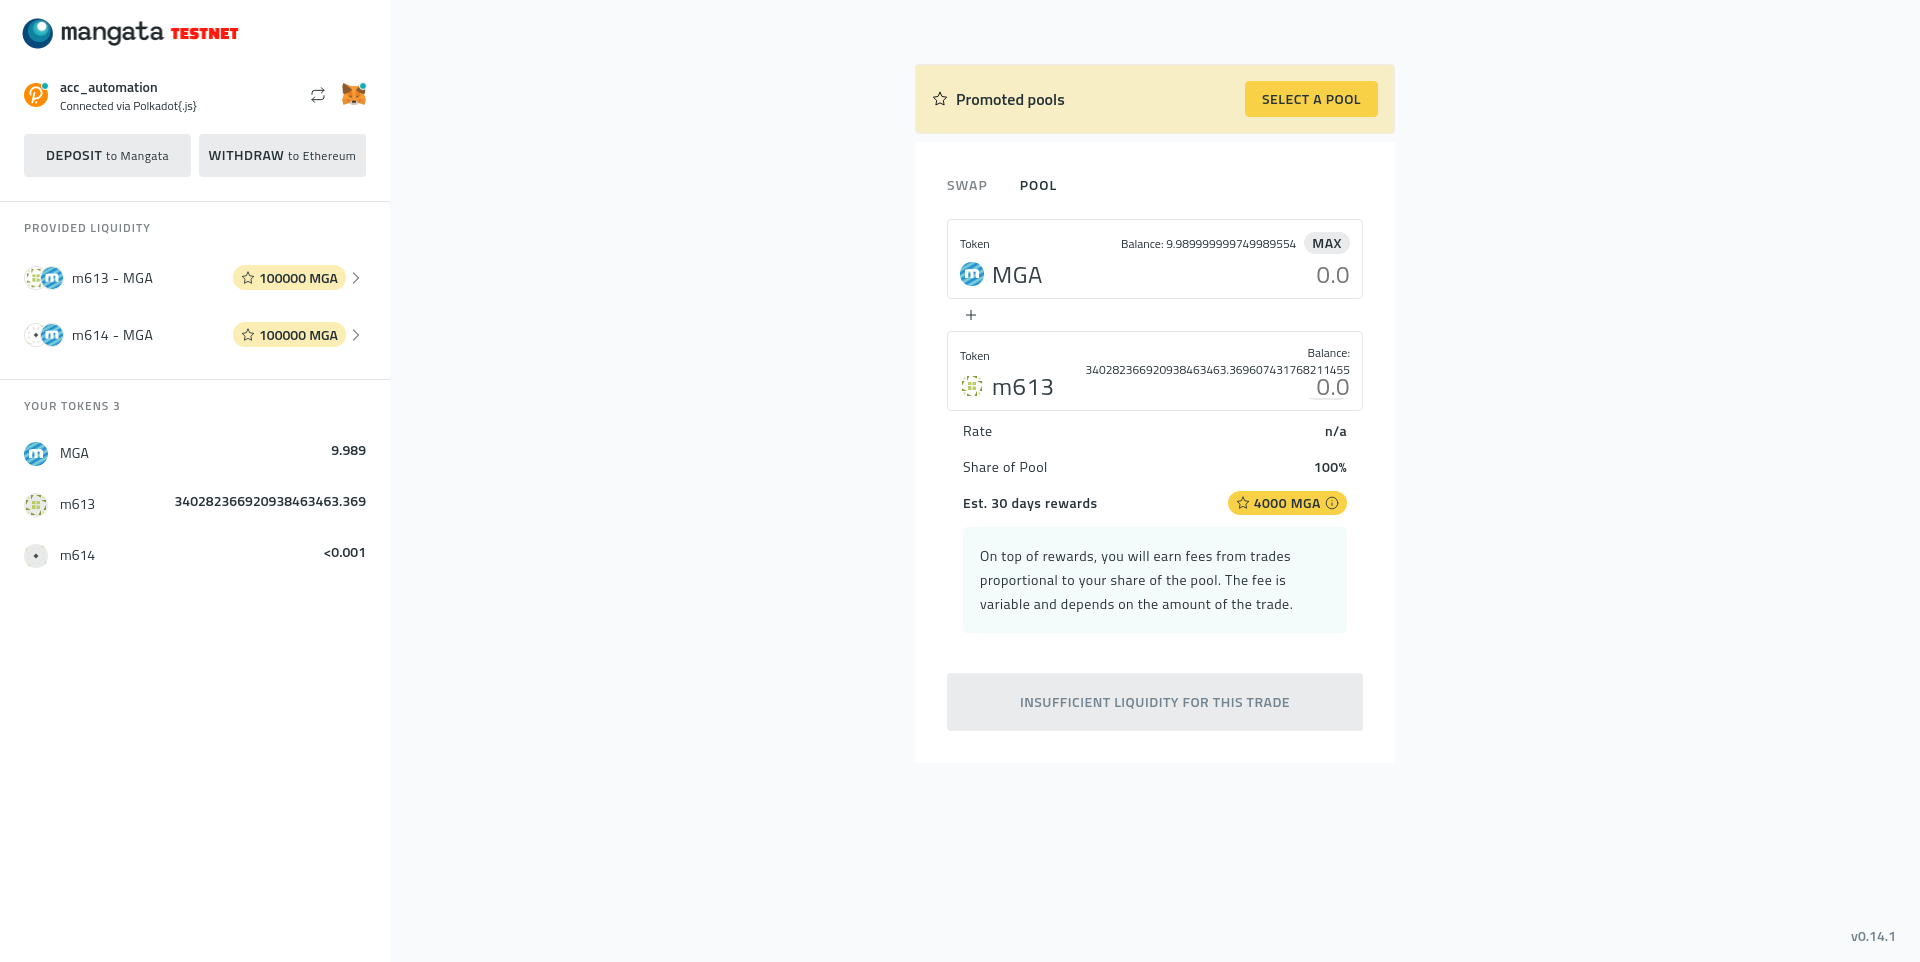 mangata TESTNET
acc_automation
Connected via Polkadot{.js}
DEPOSIT to Mangata
WITHDRAW to Ethereum
PROVIDED LIQUIDITY
m613 - MGA
100000 MGA
m614 - MGA
100000 MGA
YOUR TOKENS 3
MGA
9.989
m613
340282366920938463463.369
m614
<0.001
Promoted pools
SELECT A POOL
SWAP
POOL
Token
Balance: 9.989999999749989554
MAX
MGA
0.0
Token
Balance:
340282366920938463463.369607431768211455
m613
0.0
Rate
n/a
Share of Pool
100%
Est. 30 days rewards
4000 MGA
On top of rewards, you will earn fees from trades
proportional to your share of the pool. The fee is
variable and depends on the amount of the trade.
INSUFFICIENT LIQUIDITY FOR THIS TRADE
v0.14.1